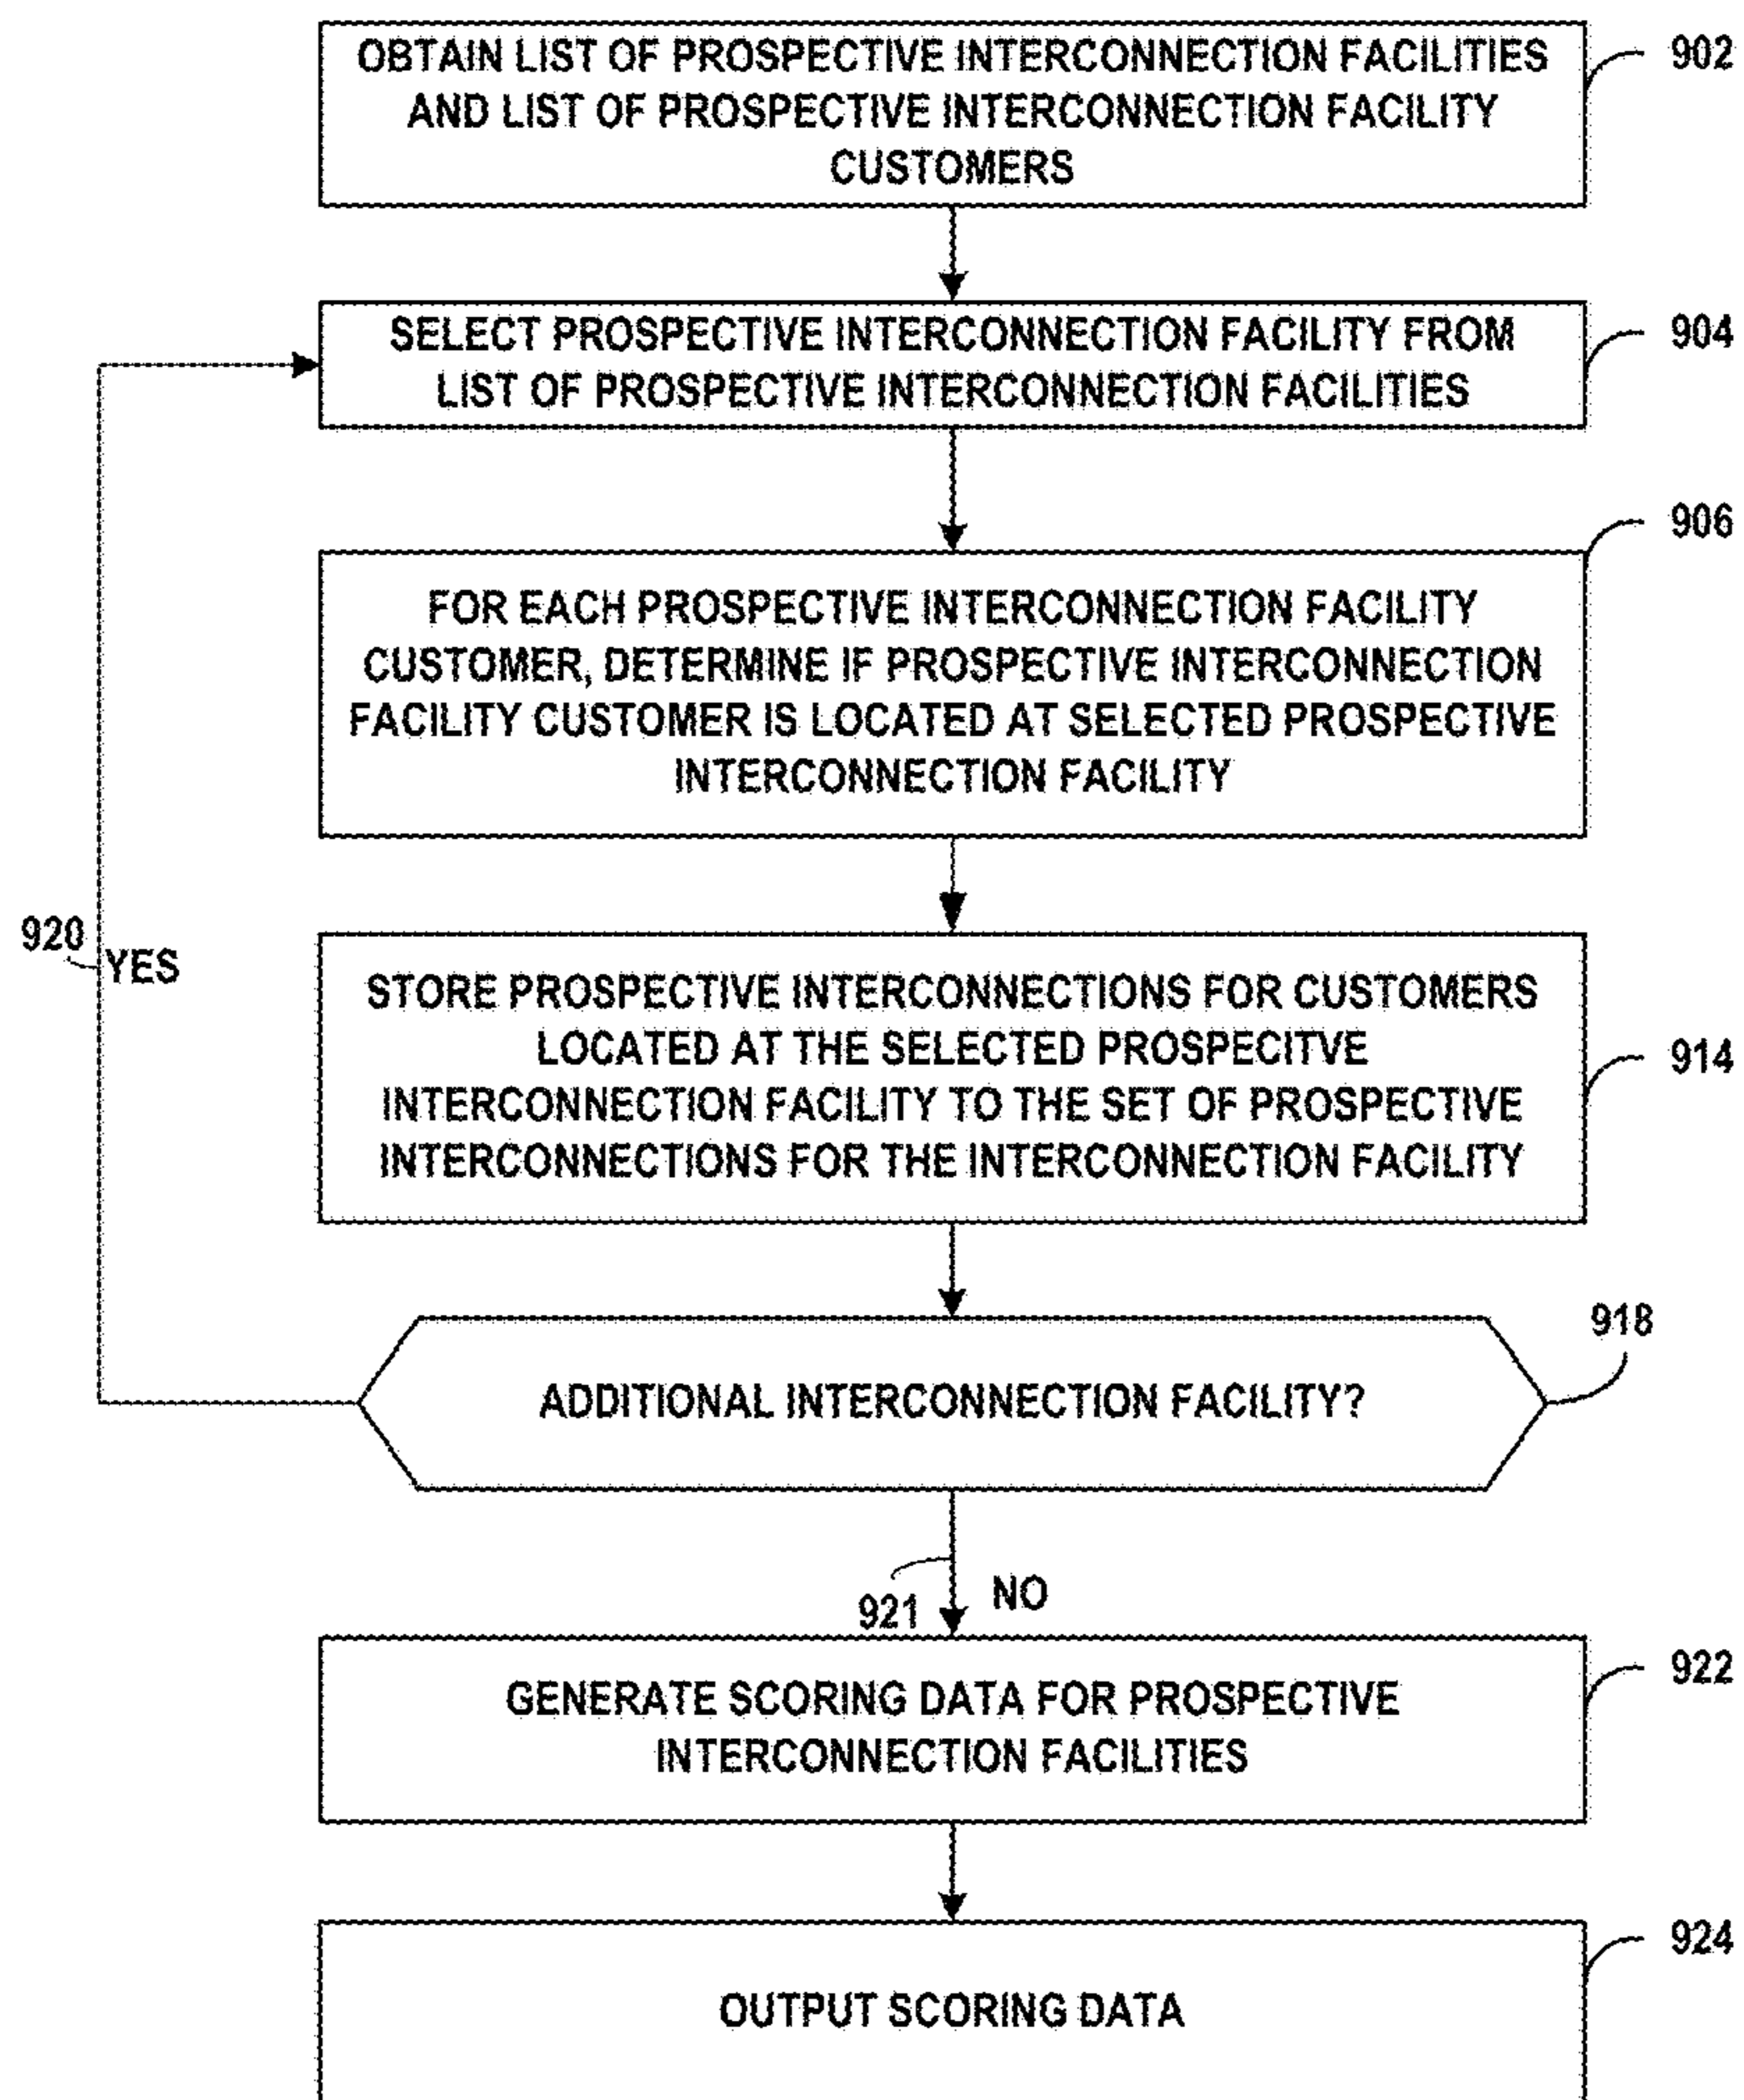 OBTAIN LIST OF PROSPECTIVE INTERCONNECTION FACILITIES
AND LIST OF PROSPECTIVE INTERCONNECTION FACILITY
CUSTOMERS
902
SELECT PROSPECTIVE INTERCONNECTION FACILITY FROM
LIST OF PROSPECTIVE INTERCONNECTION FACILITIES
904
906
FOR EACH PROSPECTIVE INTERCONNECTION FACILITY
CUSTOMER, DETERMINE IF PROSPECTIVE INTERCONNECTION
FACILITY CUSTOMER IS LOCATED AT SELECTED PROSPECTIVE
INTERCONNECTION FACILITY
920
YES
STORE PROSPECTIVE INTERCONNECTIONS FOR CUSTOMERS
LOCATED AT THE SELECTED PROSPECITVE
INTERCONNECTION FACILITY TO THE SET OF PROSPECTIVE
INTERCONNECTIONS FOR THE INTERCONNECTION FACILITY
914
918
ADDITIONAL INTERCONNECTION FACILITY?
921
NO
GENERATE SCORING DATA FOR PROSPECTIVE
INTERCONNECTION FACILITIES
922
924
OUTPUT SCORING DATA